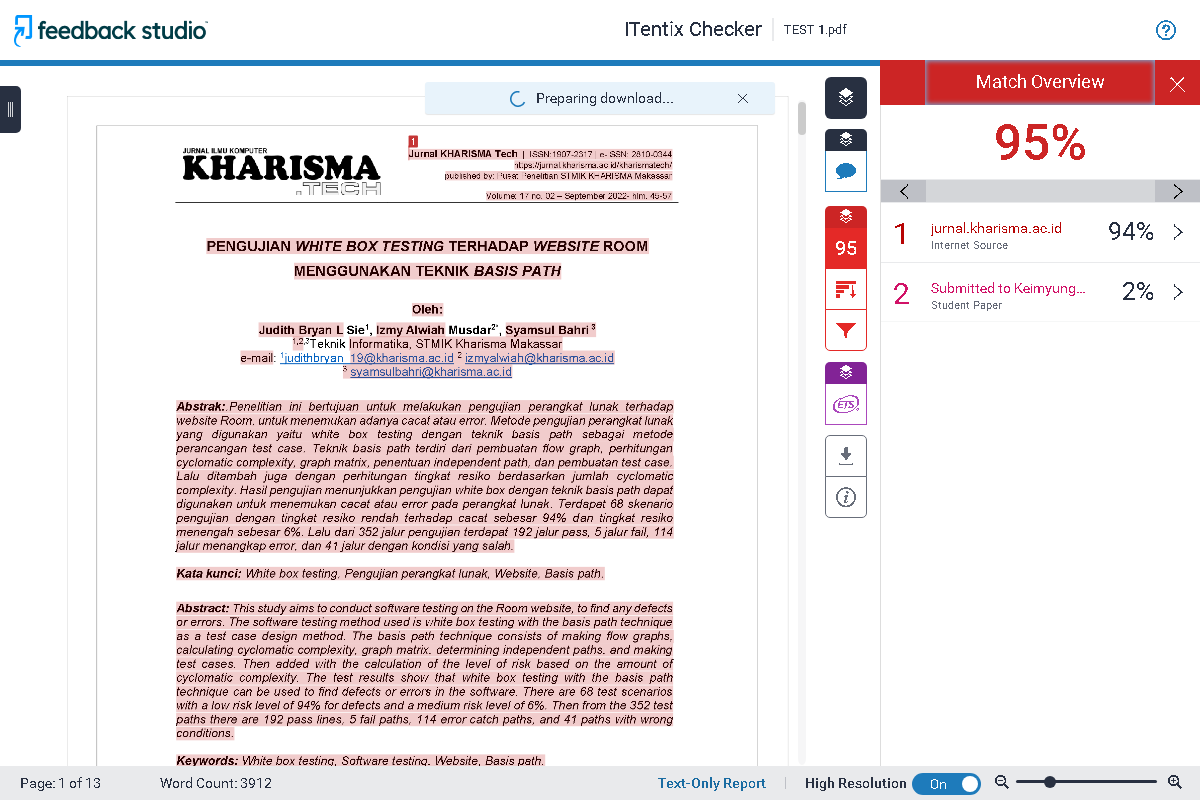 feedback studio
ITentix Checker
TEST 1.pdf
Preparing download...
Match Overview
95%
1 jurnal.kharisma.ac.id 94%
Internet Source
2 Submitted to Keimyung... 2%
Student Paper
95
ETS
JURNAL ILMU KOMPUTER
KHARISMA
.TECH
1
Jurnal KHARISMA Tech | ISSN:1907-2317 | e- ISSN: 2810-0344
https://jurnal.kharisma.ac.id/kharismatech/
published by: Pusat Penelitian STMIK KHARISMA Makassar
Volume: 17 no. 02 – September 2022- hlm. 45-57
PENGUJIAN WHITE BOX TESTING TERHADAP WEBSITE ROOM
MENGGUNAKAN TEKNIK BASIS PATH
Oleh:
Judith Bryan L Sie1, Izmy Alwiah Musdar2*, Syamsul Bahri 3
1,2,3Teknik Informatika, STMIK Kharisma Makassar
e-mail: 1judithbryan_19@kharisma.ac.id 2 izmyalwiah@kharisma.ac.id
3 syamsulbahri@kharisma.ac.id
Abstrak: Penelitian ini bertujuan untuk melakukan pengujian perangkat lunak terhadap
website Room, untuk menemukan adanya cacat atau error. Metode pengujian perangkat lunak
yang digunakan yaitu white box testing dengan teknik basis path sebagai metode
perancangan test case. Teknik basis path terdiri dari pembuatan flow graph, perhitungan
cyclomatic complexity, graph matrix, penentuan independent path, dan pembuatan test case.
Lalu ditambah juga dengan perhitungan tingkat resiko berdasarkan jumlah cyclomatic
complexity. Hasil pengujian menunjukkan pengujian white box dengan teknik basis path dapat
digunakan untuk menemukan cacat atau error pada perangkat lunak. Terdapat 68 skenario
pengujian dengan tingkat resiko rendah terhadap cacat sebesar 94% dan tingkat resiko
menengah sebesar 6%. Lalu dari 352 jalur pengujian terdapat 192 jalur pass, 5 jalur fail, 114
jalur menangkap error, dan 41 jalur dengan kondisi yang salah.
Kata kunci: White box testing, Pengujian perangkat lunak, Website, Basis path.
Abstract: This study aims to conduct software testing on the Room website, to find any defects
or errors. The software testing method used is white box testing with the basis path technique
as a test case design method. The basis path technique consists of making flow graphs,
calculating cyclomatic complexity, graph matrix, determining independent paths, and making
test cases. Then added with the calculation of the level of risk based on the amount of
cyclomatic complexity. The test results show that white box testing with the basis path
technique can be used to find defects or errors in the software. There are 68 test scenarios
with a low risk level of 94% for defects and a medium risk level of 6%. Then from the 352 test
paths there are 192 pass lines, 5 fail paths, 114 error catch paths, and 41 paths with wrong
conditions.
Keywords: White box testing, Software testing, Website, Basis path.
Page: 1 of 13
Word Count: 3912
Text-Only Report
High Resolution
On